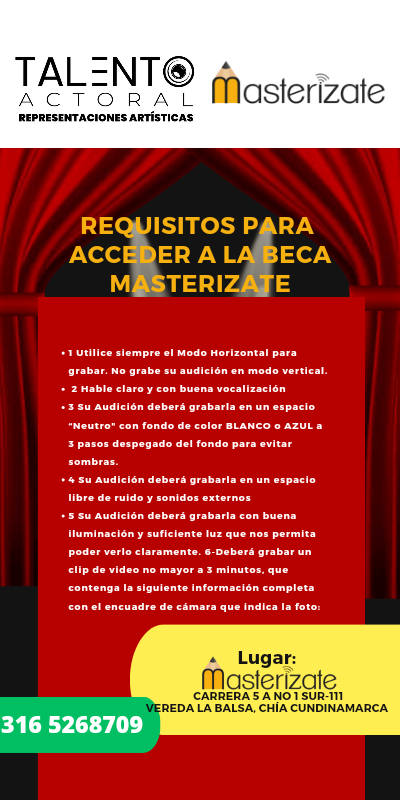 TALENTO
ACTORAL
REPRESENTACIONES ARTÍSTICAS
masterizate
REQUISITOS PARA
ACCEDER A LA BECA
MASTERIZATE
• 1 Utilice siempre el Modo Horizontal para
grabar. No grabe su audición en modo vertical.
• 2 Hable claro y con buena vocalización
• 3 Su Audición deberá grabarla en un espacio
"Neutro" con fondo de color BLANCO o AZUL a
3 pasos despegado del fondo para evitar
sombras.
• 4 Su Audición deberá grabarla en un espacio
libre de ruido y sonidos externos
• 5 Su Audición deberá grabarla con buena
iluminación y suficiente luz que nos permita
poder verlo claramente. 6-Deberá grabar un
clip de video no mayor a 3 minutos, que
contenga la siguiente información completa
con el encuadre de cámara que indica la foto:
Lugar:
masterizate
CARRERA 5 A NO 1 SUR-111
VEREDA LA BALSA, CHÍA CUNDINAMARCA
316 5268709